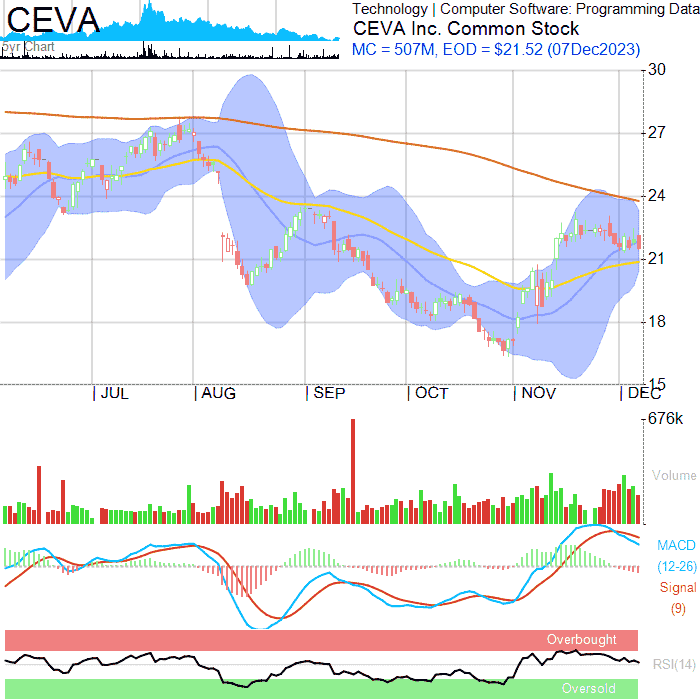 CEVA
5yr Chart
Technology | Computer Software: Programming Data
CEVA Inc. Common Stock
MC = 507M, EOD = $21.52 (07Dec2023)
30
27
24
21
18
15
JUL
AUG
SEP
OCT
NOV
DEC
676k
Volume
MACD
(12-26)
Signal
(9)
Overbought
RSI(14)
Oversold